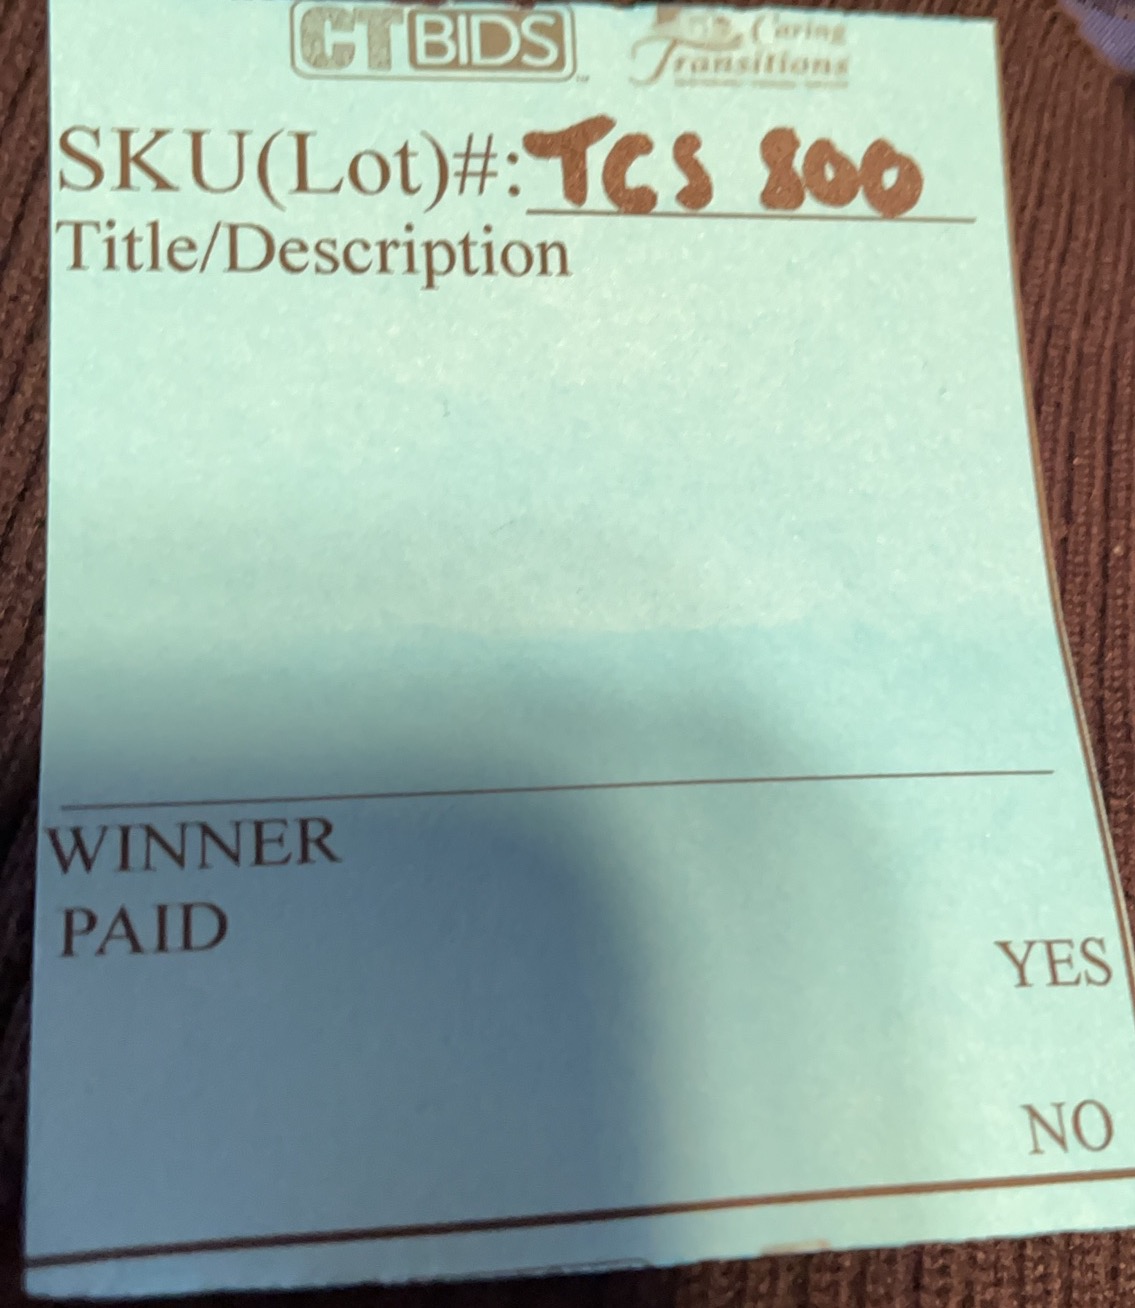 CTBIDS Caring
Transitions
SKU(Lot)#: TCS 800
Title/Description
WINNER
PAID
YES
NO